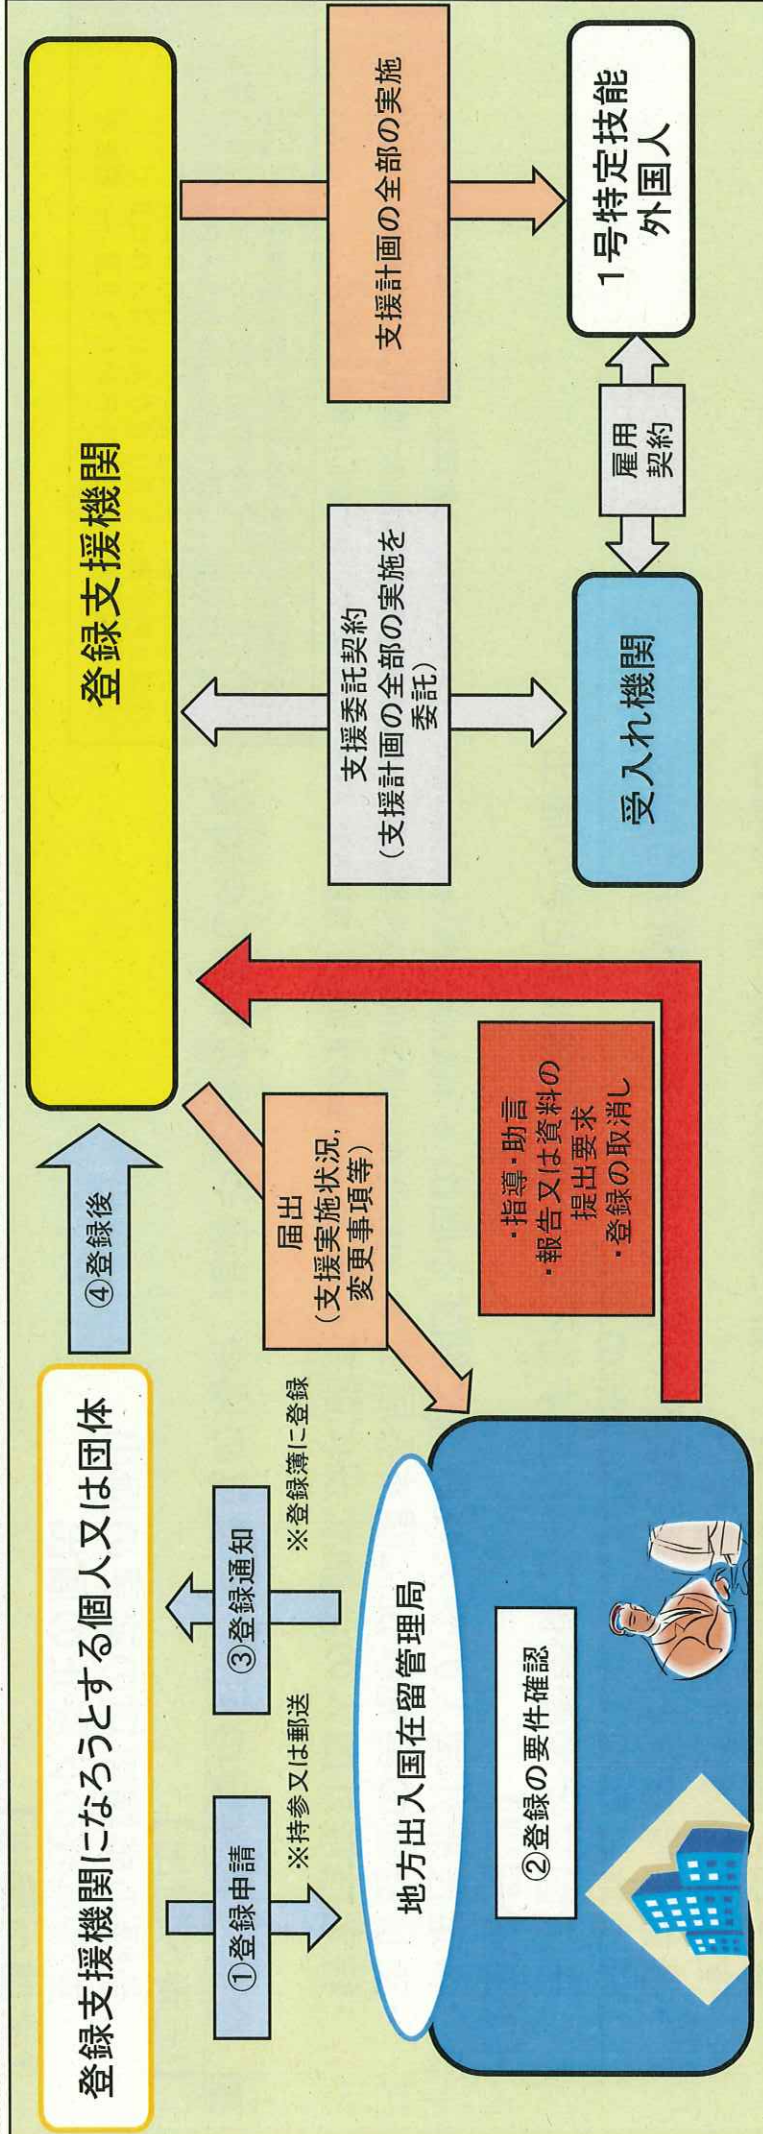 登録支援機関になろうとする個人又は団体
④登録後
登録支援機関
①登録申請
※持参又は郵送
③登録通知
※登録簿に登録
地方出入国在留管理局
②登録の要件確認
届出
(支援実施状況,
変更事項等)
・指導・助言
・報告又は資料の
提出要求
・登録の取消し
支援委託契約
(支援計画の全部の実施を
委託)
支援計画の全部の実施
受入れ機関
雇用
契約
1号特定技能
外国人